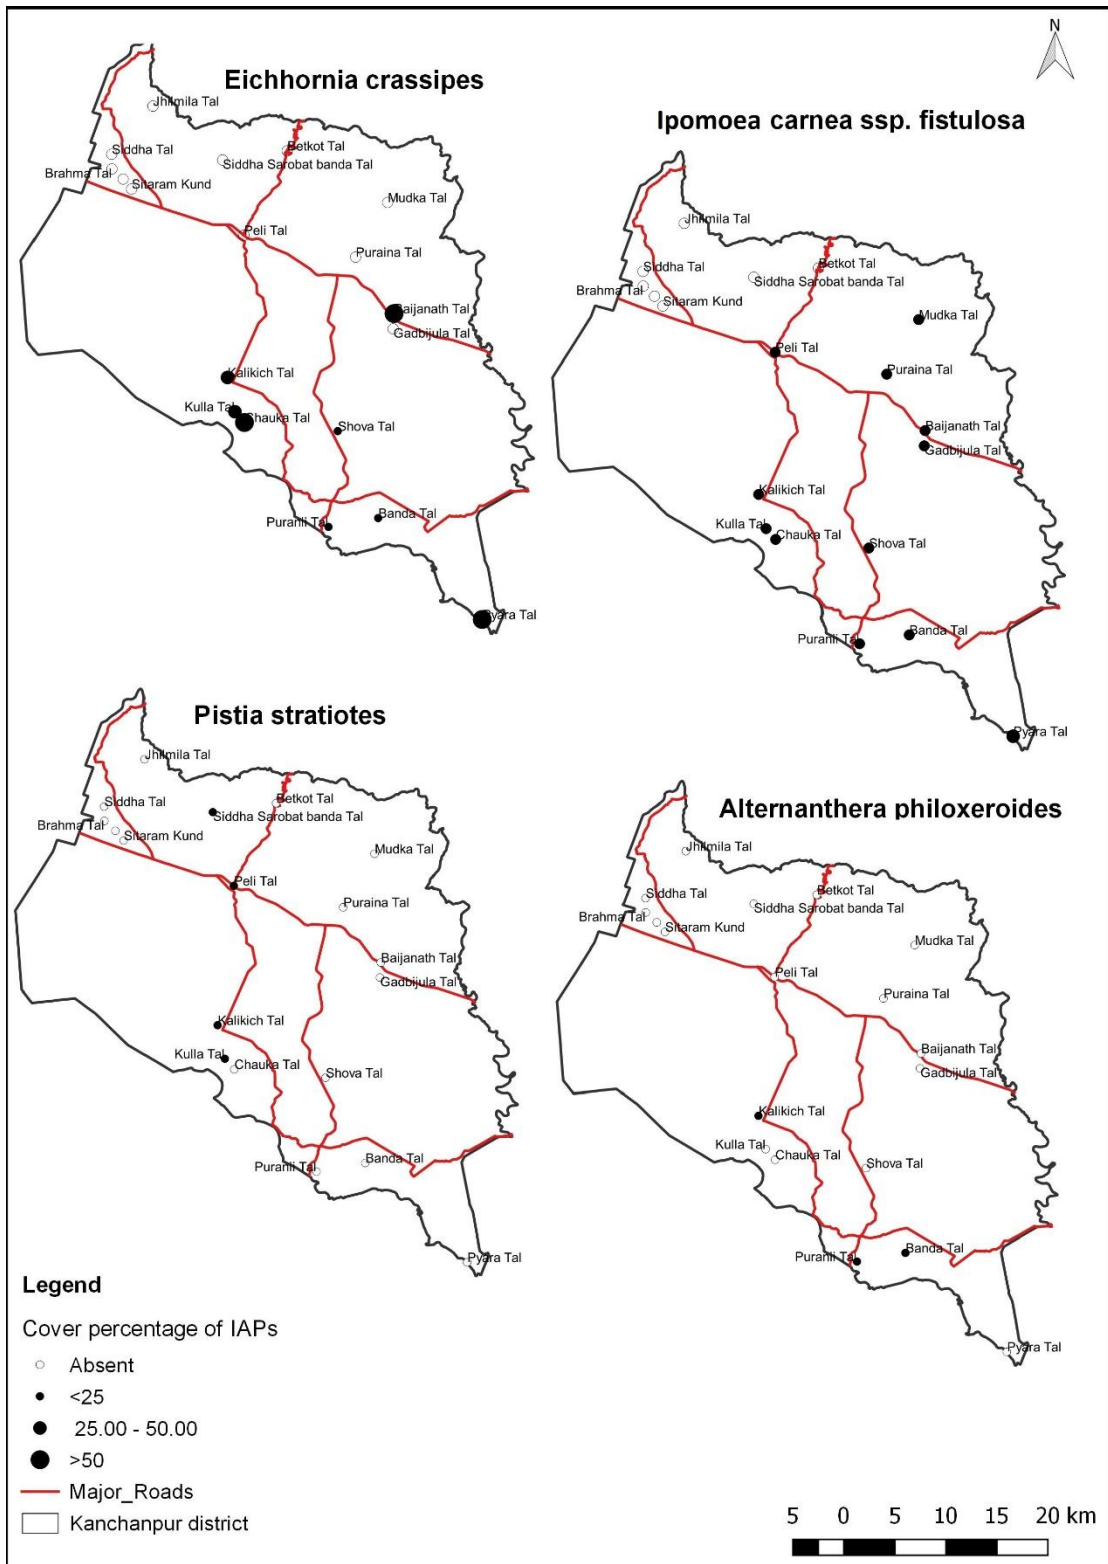 N
Eichhornia crassipes
Jhilmila Tal
Siddha Tal
Betkot Tal
Siddha Sarobat banda Tal
Brahma Tal
Sitaram Kund
Mudka Tal
Peli Tal
Puraina Tal
Baijanath Tal
Gadbijula Tal
Kalikich Tal
Kulla Tal
Chauka Tal
Shova Tal
Puranli Tal
Banda Tal
Pyara Tal
Ipomoea carnea ssp. fistulosa
Jhilmila Tal
Siddha Tal
Betkot Tal
Siddha Sarobat banda Tal
Brahma Tal
Sitaram Kund
Mudka Tal
Peli Tal
Puraina Tal
Baijanath Tal
Gadbijula Tal
Kalikich Tal
Kulla Tal
Chauka Tal
Shova Tal
Puranli Tal
Banda Tal
Pyara Tal
Pistia stratiotes
Jhilmila Tal
Siddha Tal
Betkot Tal
Siddha Sarobat banda Tal
Brahma Tal
Sitaram Kund
Mudka Tal
Peli Tal
Puraina Tal
Baijanath Tal
Gadbijula Tal
Kalikich Tal
Kulla Tal
Chauka Tal
Shova Tal
Puranli Tal
Banda Tal
Pyara Tal
Alternanthera philoxeroides
Jhilmila Tal
Siddha Tal
Betkot Tal
Siddha Sarobat banda Tal
Brahma Tal
Sitaram Kund
Mudka Tal
Peli Tal
Puraina Tal
Baijanath Tal
Gadbijula Tal
Kalikich Tal
Kulla Tal
Chauka Tal
Shova Tal
Puranli Tal
Banda Tal
Pyara Tal
Legend
Cover percentage of IAPs
Absent
<25
25.00 - 50.00
>50
Major_Roads
Kanchanpur district
5 0 5 10 15 20 km